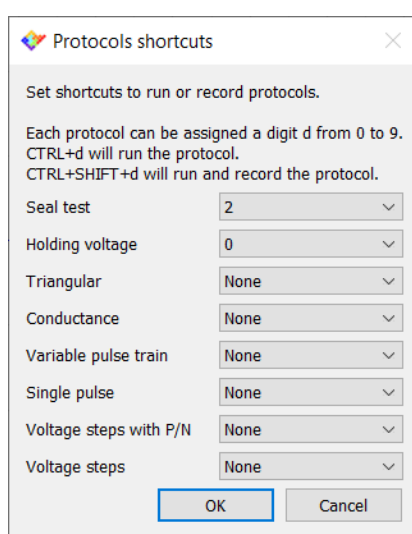 Protocols shortcuts
Set shortcuts to run or record protocols.
Each protocol can be assigned a digit d from 0 to 9.
CTRL+d will run the protocol.
CTRL+SHIFT+d will run and record the protocol.
Seal test 2
Holding voltage 0
Triangular None
Conductance None
Variable pulse train None
Single pulse None
Voltage steps with P/N None
Voltage steps None
OK Cancel